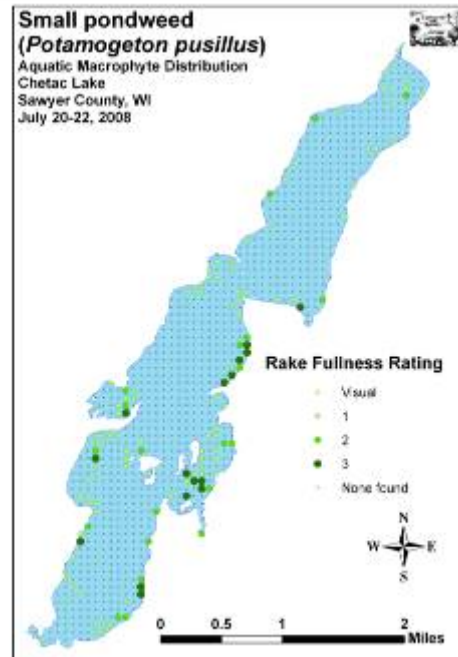 Small pondweed
(Potamogeton pusillus)
Aquatic Macrophyte Distribution
Chetac Lake
Sawyer County, WI
July 20-22, 2008
Rake Fullness Rating
Visual
1
2
3
None found
N
W E
S
0 0.5 1 2
Miles